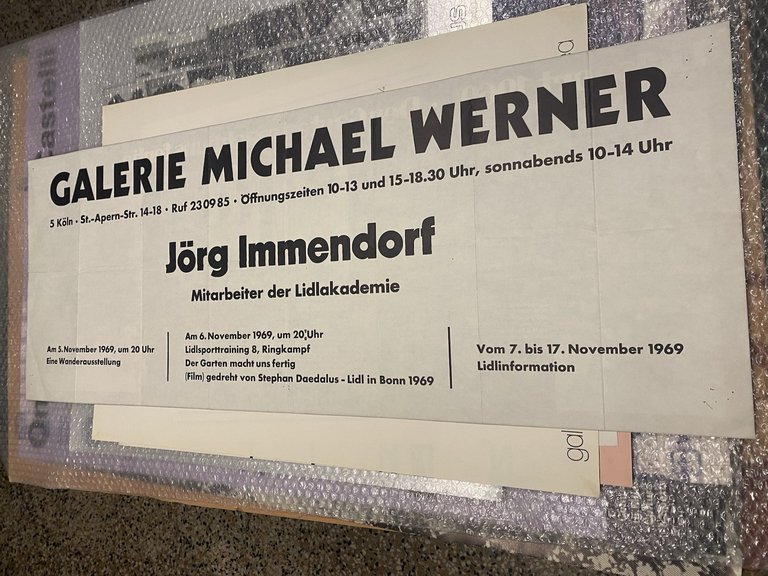 GALERIE MICHAEL WERNER
5 Köln · St.-Apern-Str. 14-18 · Ruf 230985 · Öffnungszeiten 10-13 und 15-18.30 Uhr, sonnabends 10-14 Uhr
Jörg Immendorf
Mitarbeiter der Lidlakademie
Am 5. November 1969, um 20 Uhr
Eine Wanderausstellung
Am 6. November 1969, um 20 Uhr
Lidlsporttraining 8, Ringkampf
Der Garten macht uns fertig
(Film) gedreht von Stephan Daedalus – Lidl in Bonn 1969
Vom 7. bis 17. November 1969
Lidlinformation